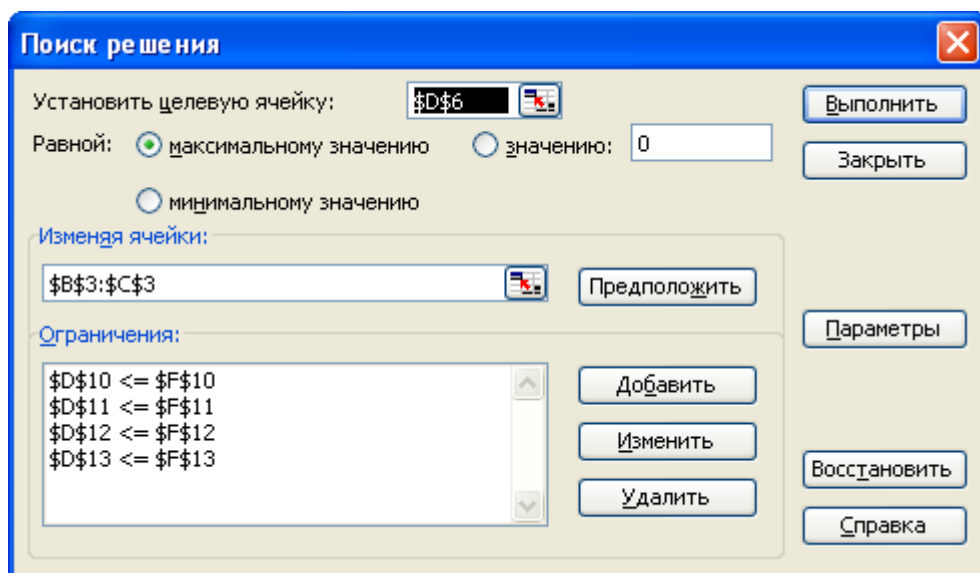 Поиск решения
Установить целевую ячейку: $D$6 Выполнить
Равной: максимальному значению значению: 0 Закрыть
минимальному значению
Изменяя ячейки:
$B$3:$C$3 Предположить
Параметры
Ограничения:
$D$10 <= $F$10 Добавить
$D$11 <= $F$11
$D$12 <= $F$12 Изменить
$D$13 <= $F$13 Восстановить
Удалить
Справка